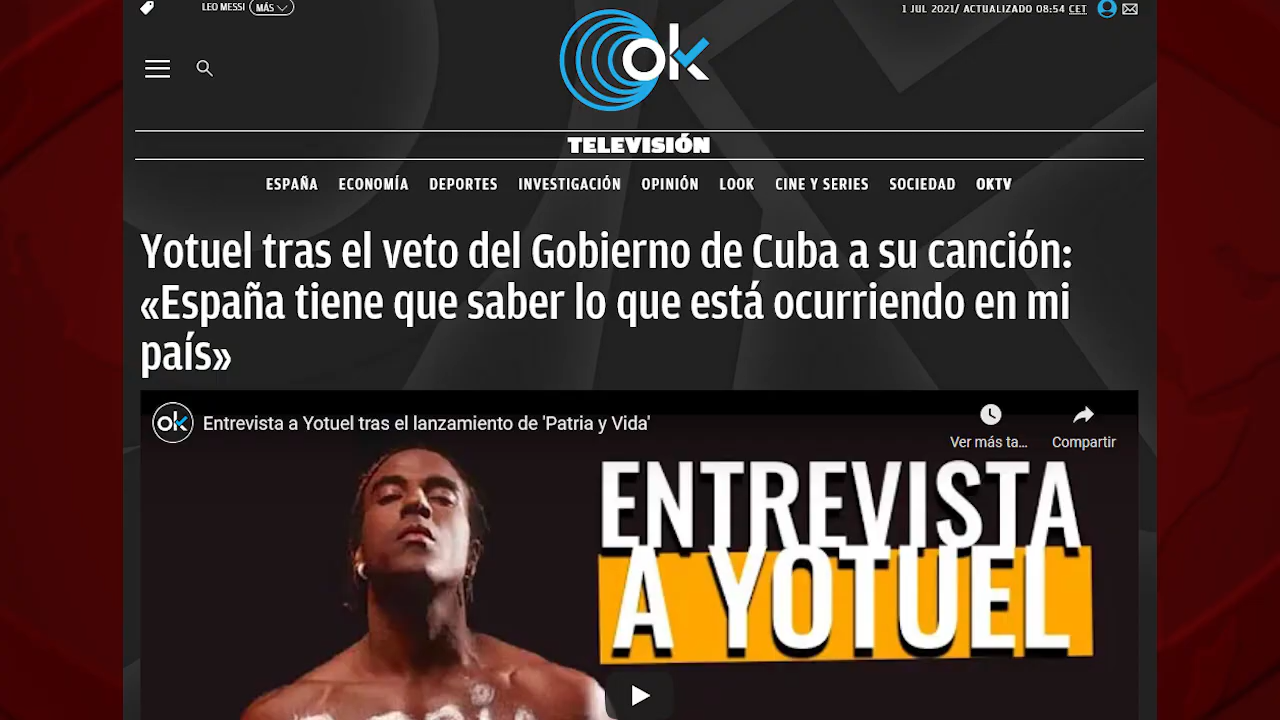 LEO MESSI MÁS
1 JUL 2021/ ACTUALIZADO 08:54 CET
ok
TELEVISIÓN
ESPAÑA ECONOMÍA DEPORTES INVESTIGACIÓN OPINIÓN LOOK CINE Y SERIES SOCIEDAD OKTV
Yotuel tras el veto del Gobierno de Cuba a su canción:
«España tiene que saber lo que está ocurriendo en mi
país»
ok Entrevista a Yotuel tras el lanzamiento de 'Patria y Vida'
Ver más ta... Compartir
ENTREVISTA
A YOTUEL